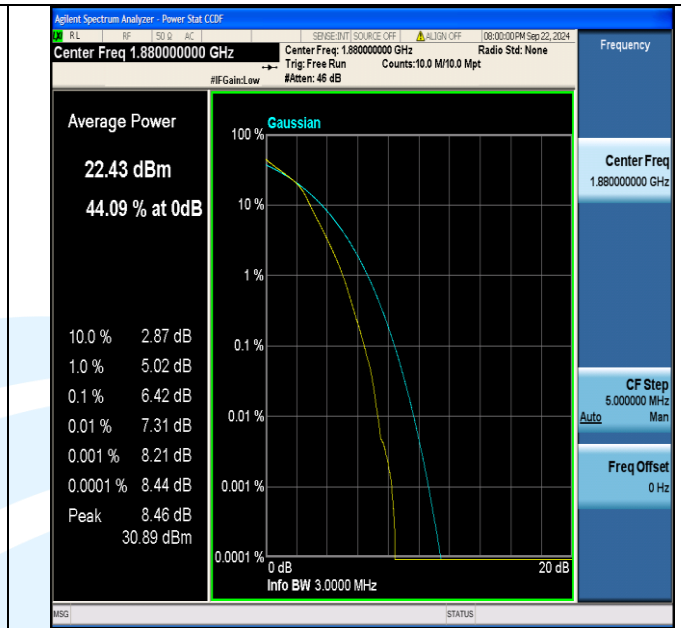 Agilent Spectrum Analyzer - Power Stat CCDF
RL RF 50 Ω AC SENSE:INT SOURCE OFF ALIGN OFF 08:00:00 PM Sep 22, 2024
Center Freq 1.880000000 GHz
Center Freq: 1.880000000 GHz Radio Std: None
Trig: Free Run Counts:10.0 M/10.0 Mpt
#IFGain:Low #Atten: 46 dB
Frequency
Center Freq
1.880000000 GHz
CF Step
5.000000 MHz
Auto Man
Freq Offset
0 Hz
Average Power
22.43 dBm
44.09 % at 0dB
10.0 % 2.87 dB
1.0 % 5.02 dB
0.1 % 6.42 dB
0.01 % 7.31 dB
0.001 % 8.21 dB
0.0001 % 8.44 dB
Peak 8.46 dB
30.89 dBm
Gaussian
100 %
10 %
1 %
0.1 %
0.01 %
0.001 %
0.0001 %
0 dB 20 dB
Info BW 3.0000 MHz
MSG STATUS